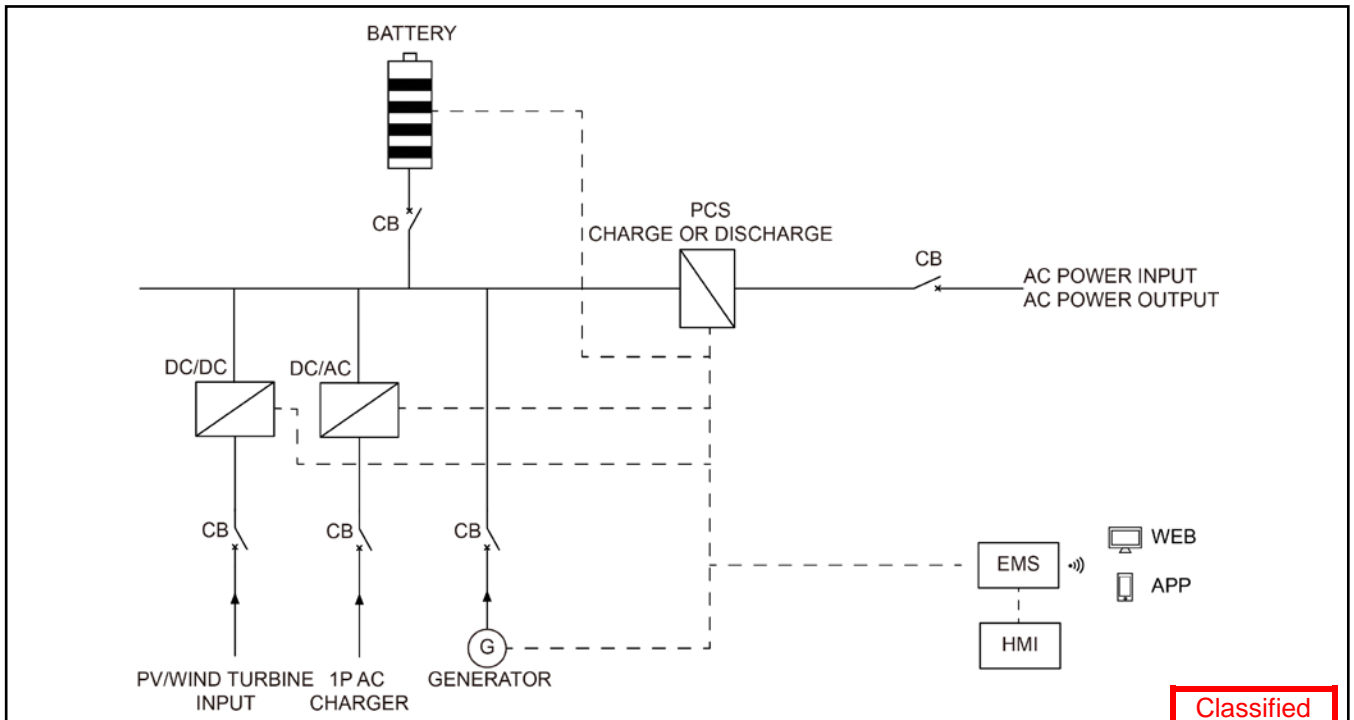 BATTERY
CB
PCS
CHARGE OR DISCHARGE
CB
AC POWER INPUT
AC POWER OUTPUT
DC/DC
DC/AC
CB
CB
CB
WEB
EMS
APP
G
HMI
PV/WIND TURBINE
INPUT
1P AC
CHARGER
GENERATOR
Classified